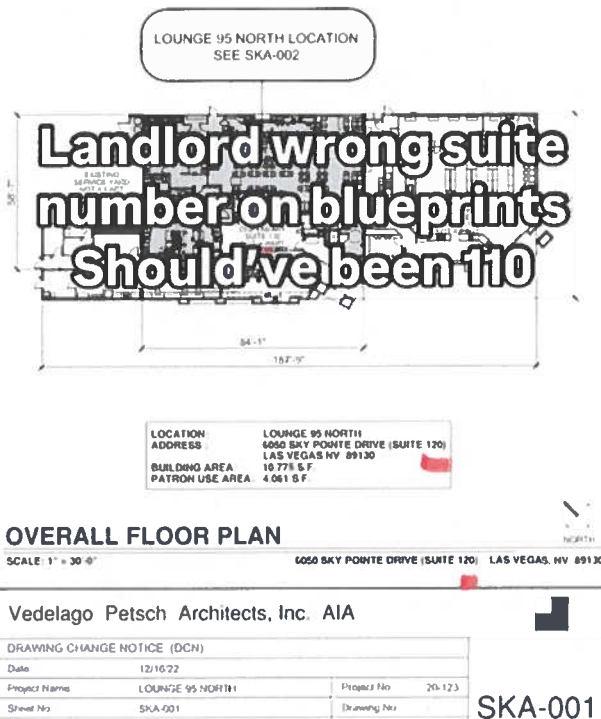 LOUNGE 95 NORTH LOCATION
SEE SKA-002
Landlord wrong suite
number on blueprints
Should've been 110
84'-1"
187'-9"
LOCATION LOUNGE 95 NORTH
ADDRESS 6050 SKY POINTE DRIVE (SUITE 120)
LAS VEGAS NV 89130
BUILDING AREA 10,775 S.F.
PATRON USE AREA 4,061 S.F.
NORTH
OVERALL FLOOR PLAN
SCALE: 1" = 30'-0" 6050 SKY POINTE DRIVE (SUITE 120) LAS VEGAS, NV 89130
Vedelago Petsch Architects, Inc. AIA
DRAWING CHANGE NOTICE (DCN)
Date 12/16/22
Project Name LOUNGE 95 NORTH Project No 20-123
Sheet No SKA-001 Drawing No
SKA-001